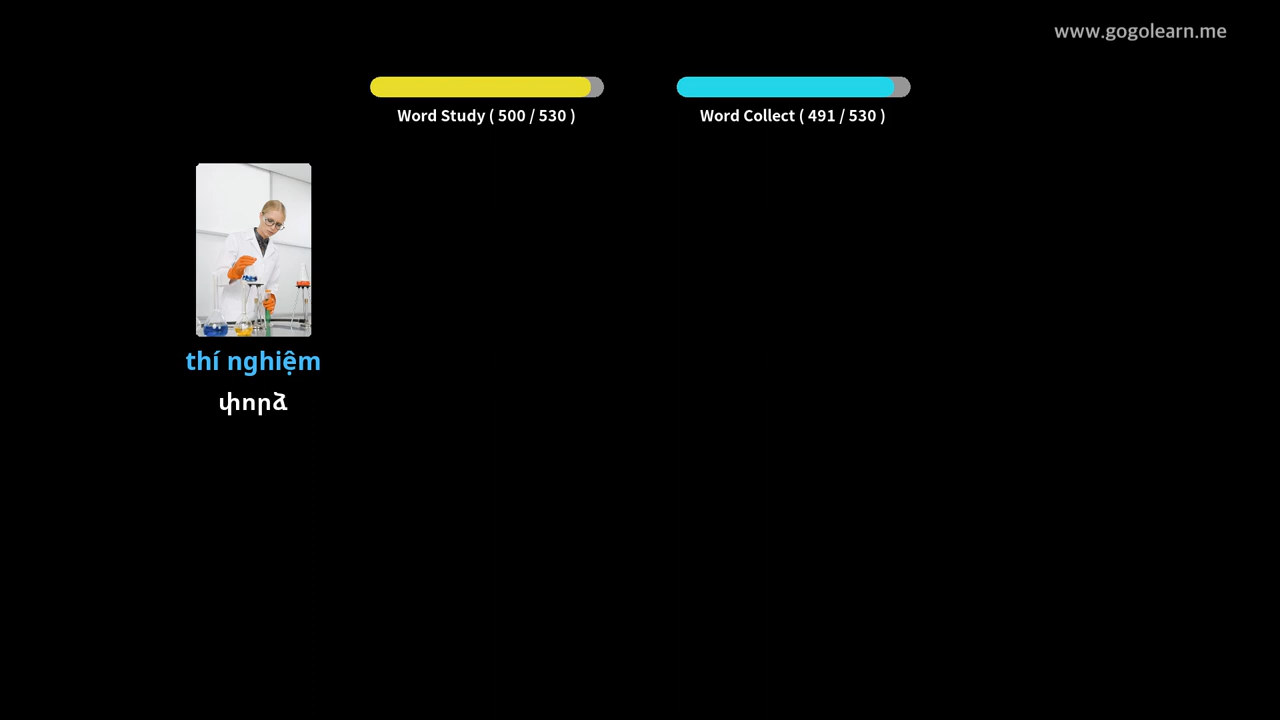 www.gogolearn.me
Word Study ( 500 / 530 )
Word Collect ( 491 / 530 )
thí nghiệm
փորձ